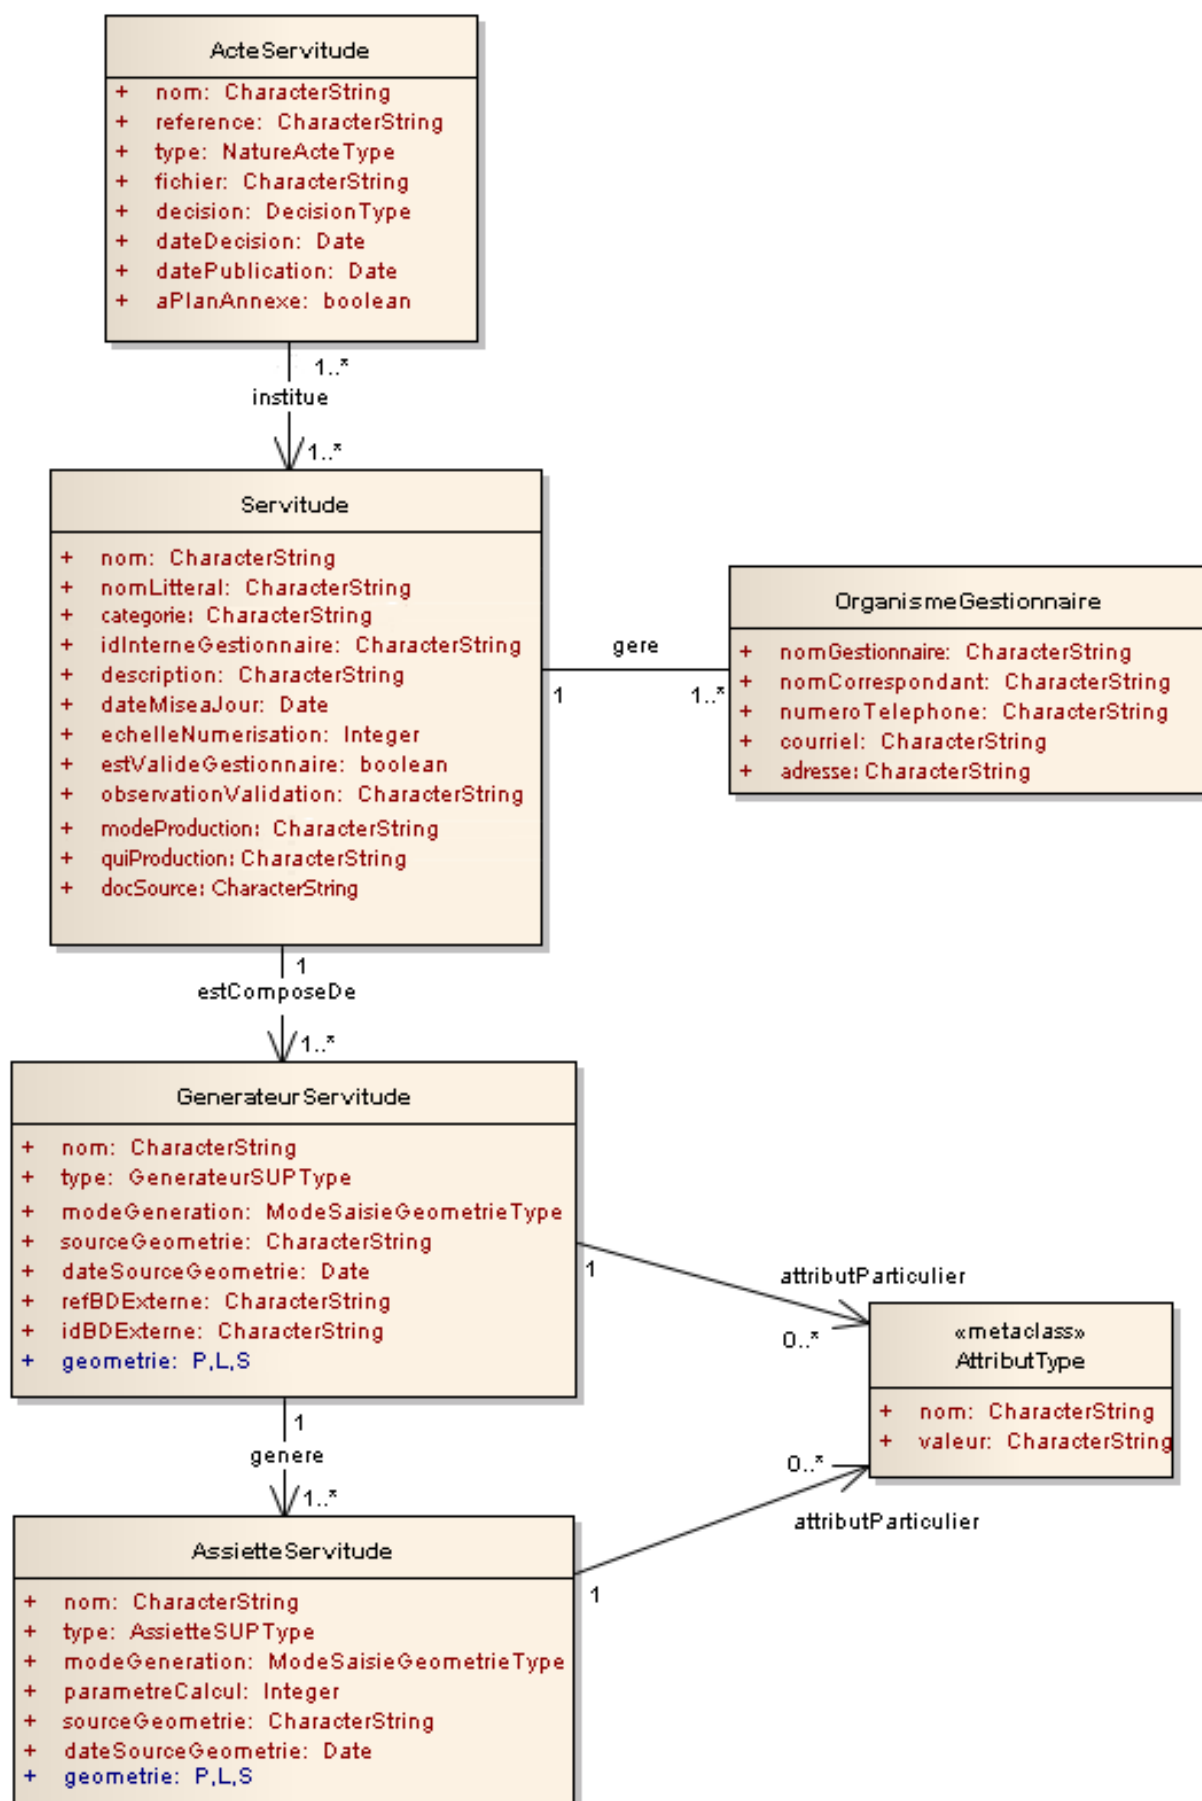 ActeServitude
+ nom: CharacterString
+ reference: CharacterString
+ type: NatureActeType
+ fichier: CharacterString
+ decision: DecisionType
+ dateDecision: Date
+ datePublication: Date
+ aPlanAnnexe: boolean
1..*
institue
1..*
Servitude
+ nom: CharacterString
+ nomLitteral: CharacterString
+ categorie: CharacterString
+ idInterneGestionnaire: CharacterString
+ description: CharacterString
+ dateMiseaJour: Date
+ echelleNumerisation: Integer
+ estValideGestionnaire: boolean
+ observationValidation: CharacterString
+ modeProduction: CharacterString
+ quiProduction: CharacterString
+ docSource: CharacterString
gere
1
1..*
OrganismeGestionnaire
+ nomGestionnaire: CharacterString
+ nomCorrespondant: CharacterString
+ numeroTelephone: CharacterString
+ courriel: CharacterString
+ adresse: CharacterString
1
estComposeDe
1..*
GenerateurServitude
+ nom: CharacterString
+ type: GenerateurSUPType
+ modeGeneration: ModeSaisieGeometrieType
+ sourceGeometrie: CharacterString
+ dateSourceGeometrie: Date
+ refBDExterne: CharacterString
+ idBDExterne: CharacterString
+ geometrie: P,L,S
1
attributParticulier
0..*
«metaclass»
AttributType
+ nom: CharacterString
+ valeur: CharacterString
1
genere
1..*
0..*
attributParticulier
1
AssietteServitude
+ nom: CharacterString
+ type: AssietteSUPType
+ modeGeneration: ModeSaisieGeometrieType
+ parametreCalcul: Integer
+ sourceGeometrie: CharacterString
+ dateSourceGeometrie: Date
+ geometrie: P,L,S